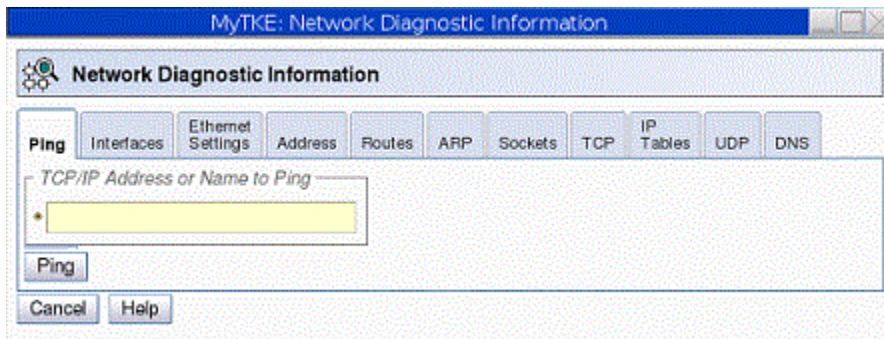 MyTKE: Network Diagnostic Information
Network Diagnostic Information
Ping Interfaces Ethernet Settings Address Routes ARP Sockets TCP IP Tables UDP DNS
TCP/IP Address or Name to Ping
Ping
Cancel Help